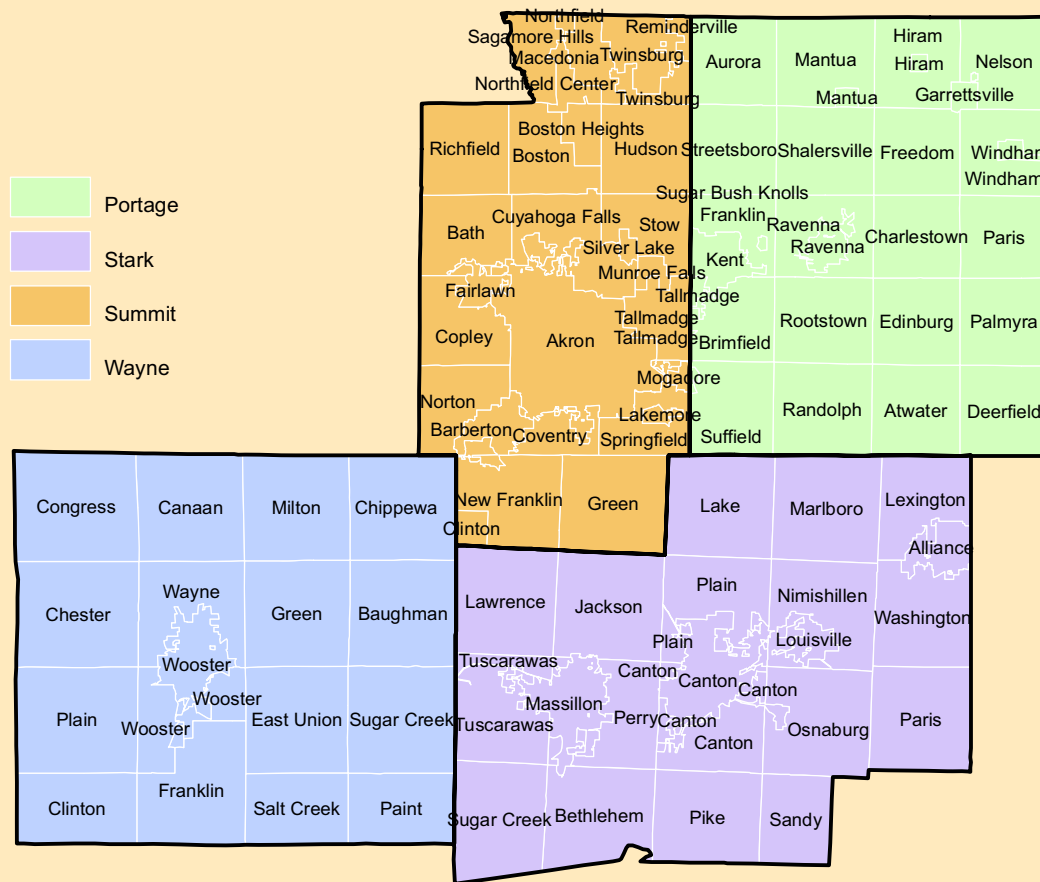 Portage
Stark
Summit
Wayne
Northfield
Sagamore Hills
Reminderville
Macedonia
Twinsburg
Northfield Center
Twinsburg
Richfield
Boston Heights
Boston
Hudson
Cuyahoga Falls
Stow
Bath
Silver Lake
Munroe Falls
Fairlawn
Tallmadge
Tallmadge
Tallmadge
Copley
Akron
Mogadore
Norton
Lakemore
Barberton
Coventry
Springfield
New Franklin
Green
Clinton
Hiram
Aurora
Mantua
Hiram
Nelson
Mantua
Garrettsville
Streetsboro
Shalersville
Freedom
Windham
Windham
Sugar Bush Knolls
Franklin
Ravenna
Ravenna
Charlestown
Paris
Kent
Rootstown
Edinburg
Palmyra
Brimfield
Randolph
Atwater
Deerfield
Suffield
Congress
Canaan
Milton
Chippewa
Wayne
Chester
Green
Baughman
Wooster
Wooster
Plain
Wooster
East Union
Sugar Creek
Franklin
Clinton
Salt Creek
Paint
Lake
Marlboro
Lexington
Alliance
Lawrence
Jackson
Plain
Nimishillen
Washington
Plain
Louisville
Tuscarawas
Canton
Canton
Canton
Massillon
Tuscarawas
Perry
Canton
Canton
Osnaburg
Paris
Sugar Creek
Bethlehem
Pike
Sandy